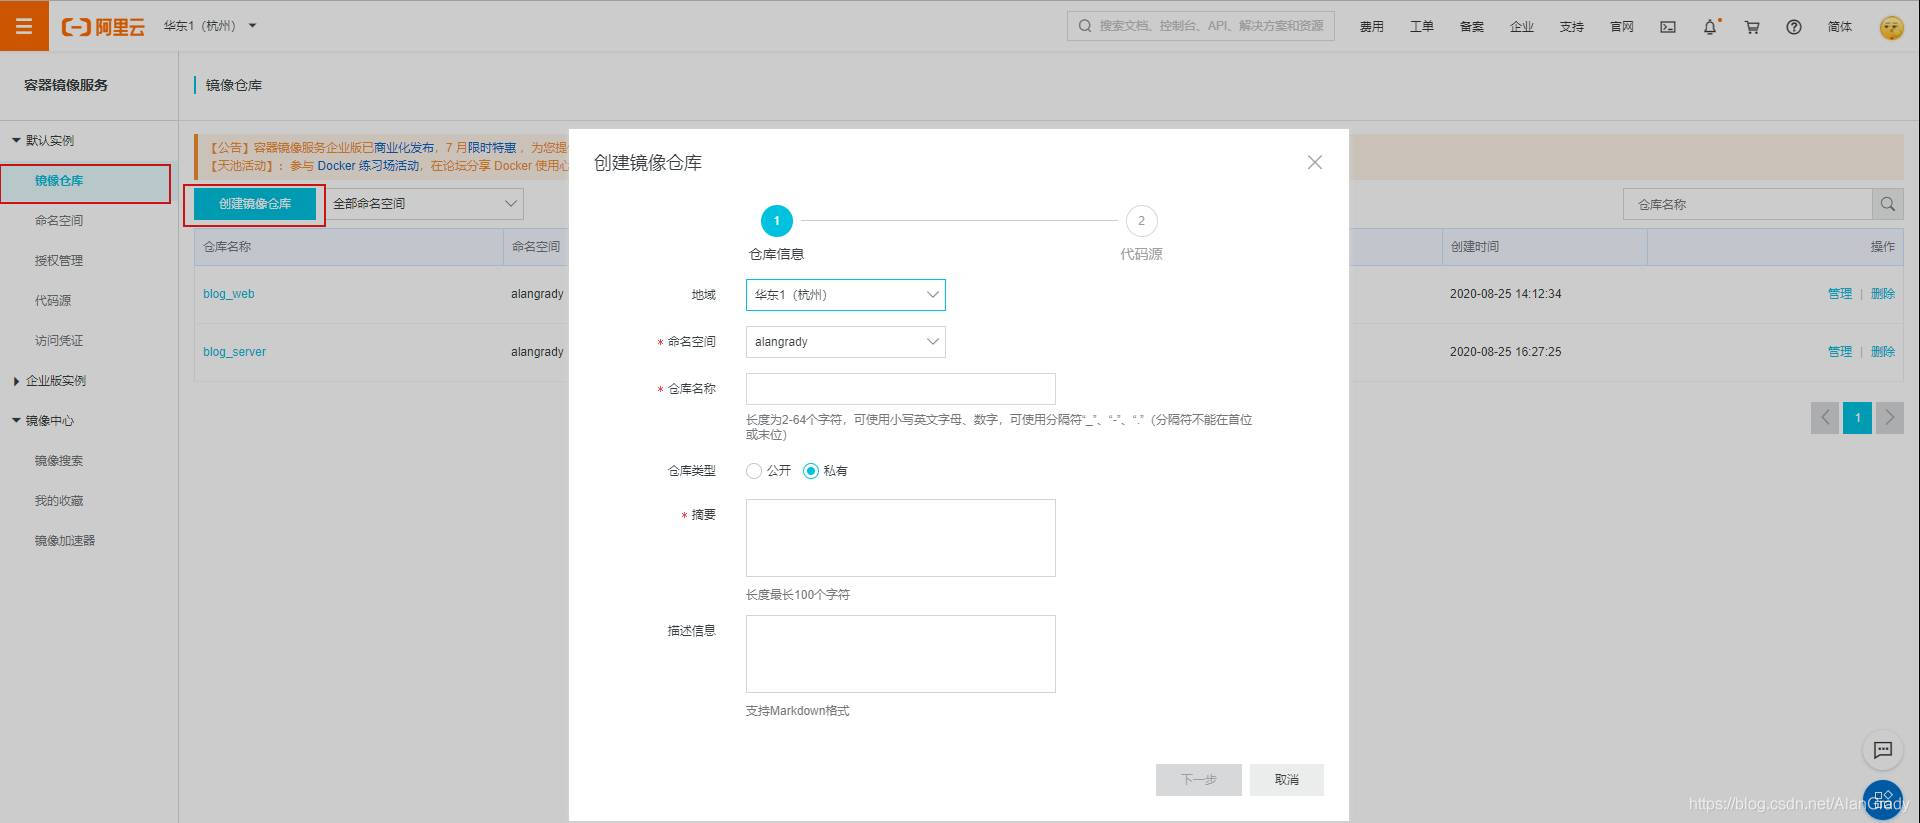 阿里云
华东1（杭州）
搜索文档、控制台、API、解决方案和资源
费用
工单
备案
企业
支持
官网
简体
容器镜像服务
镜像仓库
默认实例
镜像仓库
命名空间
授权管理
代码源
访问凭证
企业版实例
镜像中心
镜像搜索
我的收藏
镜像加速器
【公告】容器镜像服务企业版已商业化发布，7 月限时特惠 ，为您提
【天池活动】：参与 Docker 练习场活动，在论坛分享 Docker 使用心
创建镜像仓库
全部命名空间
仓库名称
仓库名称
命名空间
创建时间
操作
blog_web
alangrady
2020-08-25 14:12:34
管理 | 删除
blog_server
alangrady
2020-08-25 16:27:25
管理 | 删除
1
创建镜像仓库
1
2
仓库信息
代码源
地域
华东1（杭州）
* 命名空间
alangrady
* 仓库名称
长度为2-64个字符，可使用小写英文字母、数字，可使用分隔符“_”、“-”、“.”（分隔符不能在首位
或末位）
仓库类型
公开
私有
* 摘要
长度最长100个字符
描述信息
支持Markdown格式
下一步
取消
https://blog.csdn.net/AlanGrady